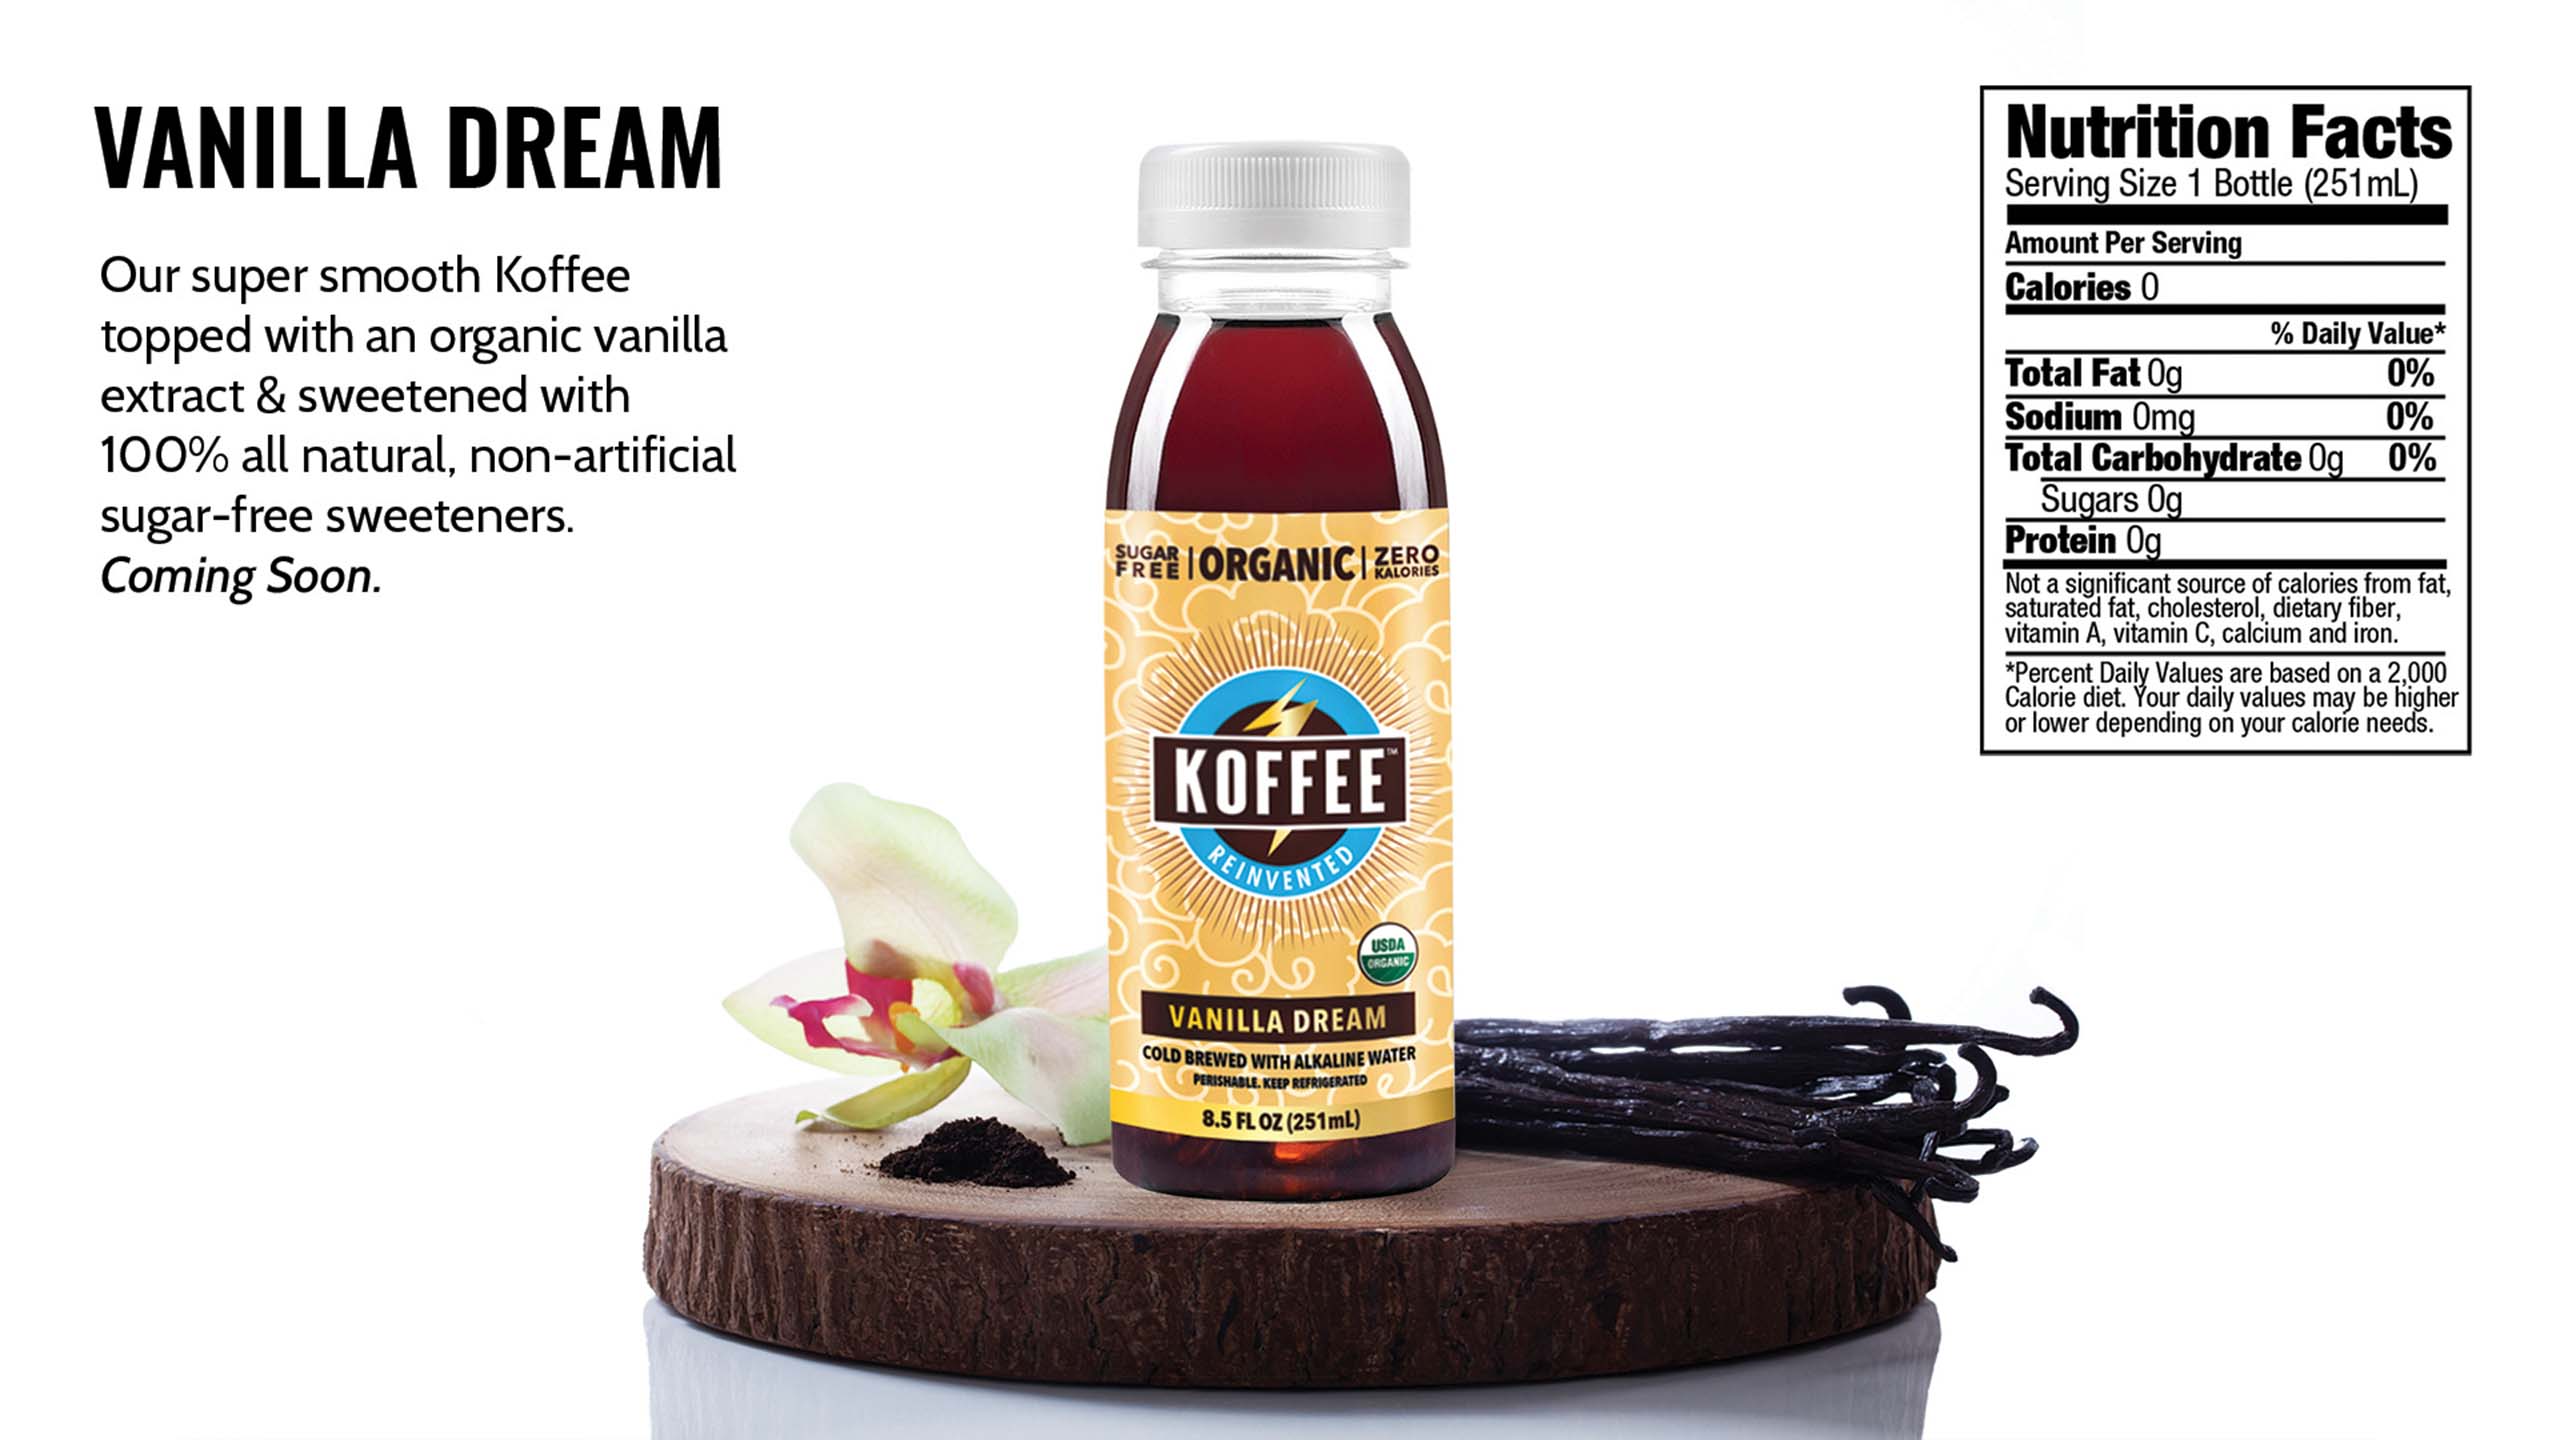 VANILLA DREAM
Our super smooth Koffee
topped with an organic vanilla
extract & sweetened with
100% all natural, non-artificial
sugar-free sweeteners.
Coming Soon.
SUGAR
FREE
ORGANIC
ZERO
KALORIES
KOFFEE™
REINVENTED
USDA
ORGANIC
VANILLA DREAM
COLD BREWED WITH ALKALINE WATER
PERISHABLE. KEEP REFRIGERATED
8.5 FL OZ (251mL)
Nutrition Facts
Serving Size 1 Bottle (251mL)
Amount Per Serving
Calories 0
% Daily Value*
Total Fat 0g 0%
Sodium 0mg 0%
Total Carbohydrate 0g 0%
Sugars 0g
Protein 0g
Not a significant source of calories from fat,
saturated fat, cholesterol, dietary fiber,
vitamin A, vitamin C, calcium and iron.
*Percent Daily Values are based on a 2,000
Calorie diet. Your daily values may be higher
or lower depending on your calorie needs.